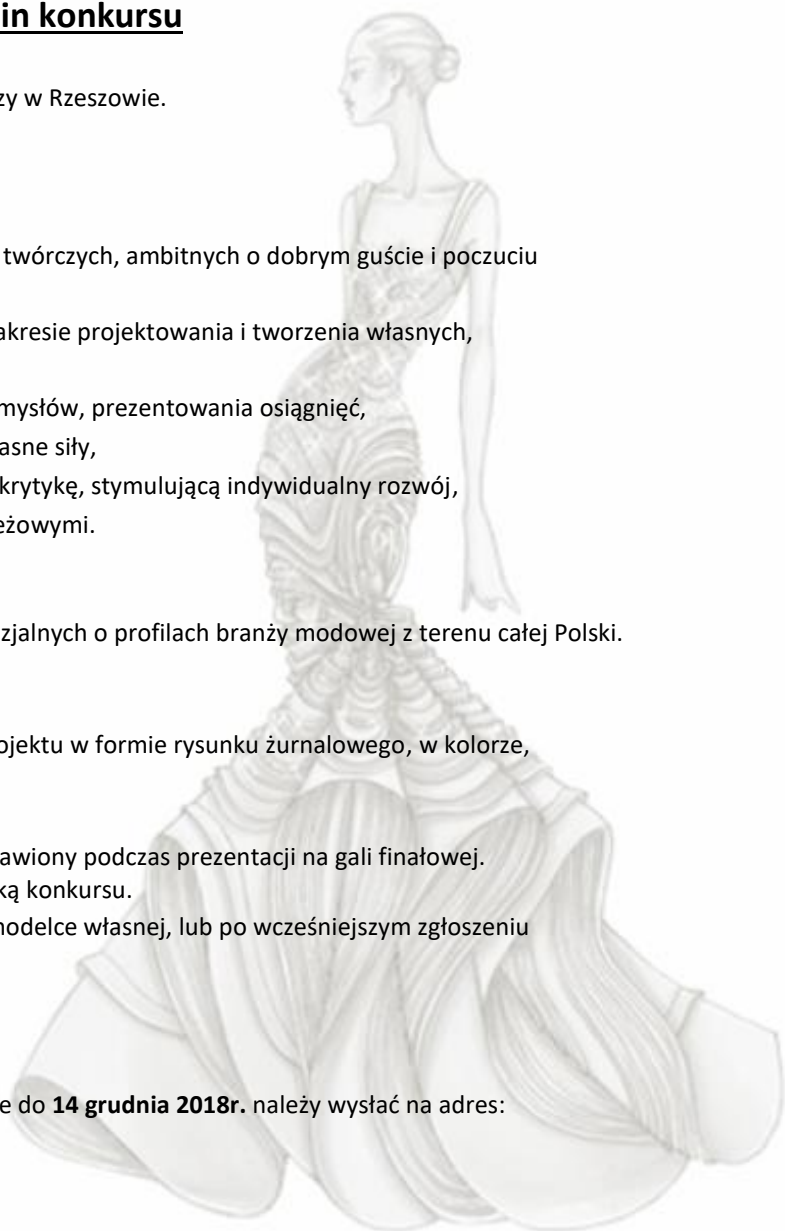 in konkursu
zy w Rzeszowie.
twórczych, ambitnych o dobrym guście i poczuciu
akresie projektowania i tworzenia własnych,
mysłów, prezentowania osiągnięć,
asne siły,
krytykę, stymulującą indywidualny rozwój,
eżowymi.
zjalnych o profilach branży modowej z terenu całej Polski.
ojektu w formie rysunku żurnalowego, w kolorze,
awiony podczas prezentacji na gali finałowej.
ką konkursu.
nodelce własnej, lub po wcześniejszym zgłoszeniu
e do 14 grudnia 2018r. należy wysłać na adres: